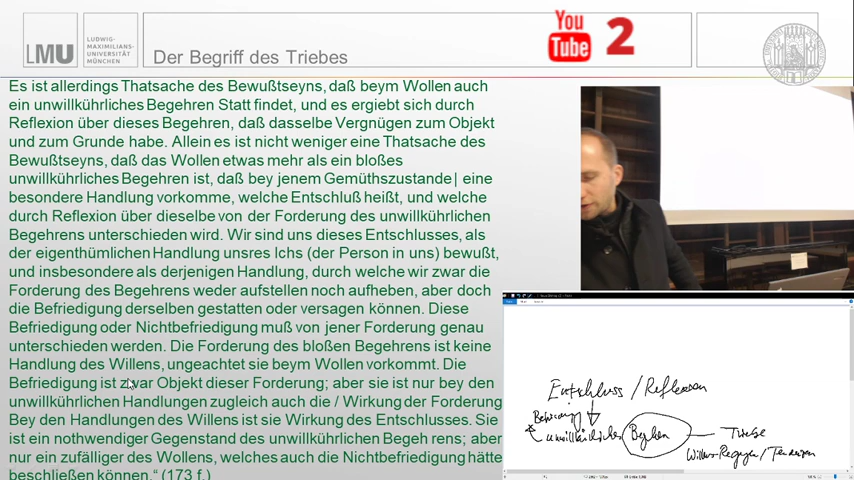 LMU
LUDWIG-
MAXIMILIANS-
UNIVERSITÄT
MÜNCHEN
Der Begriff des Triebes
You
Tube
2
Es ist allerdings Thatsache des Bewußtseyns, daß beym Wollen auch
ein unwillkührliches Begehren Statt findet, und es ergiebt sich durch
Reflexion über dieses Begehren, daß dasselbe Vergnügen zum Objekt
und zum Grunde habe. Allein es ist nicht weniger eine Thatsache des
Bewußtseyns, daß das Wollen etwas mehr als ein bloßes
unwillkührliches Begehren ist, daß bey jenem Gemüthszustande| eine
besondere Handlung vorkomme, welche Entschluß heißt, und welche
durch Reflexion über dieselbe von der Forderung des unwillkührlichen
Begehrens unterschieden wird. Wir sind uns dieses Entschlusses, als
der eigenthümlichen Handlung unsres Ichs (der Person in uns) bewußt,
und insbesondere als derjenigen Handlung, durch welche wir zwar die
Forderung des Begehrens weder aufstellen noch aufheben, aber doch
die Befriedigung derselben gestatten oder versagen können. Diese
Befriedigung oder Nichtbefriedigung muß von jener Forderung genau
unterschieden werden. Die Forderung des bloßen Begehrens ist keine
Handlung des Willens, ungeachtet sie beym Wollen vorkommt. Die
Befriedigung ist zwar Objekt dieser Forderung; aber sie ist nur bey den
unwillkührlichen Handlungen zugleich auch die / Wirkung der Forderung
Bey den Handlungen des Willens ist sie Wirkung des Entschlusses. Sie
ist ein nothwendiger Gegenstand des unwillkührlichen Begeh rens; aber
nur ein zufälliger des Wollens, welches auch die Nichtbefriedigung hätte
beschließen können.“ (173 f.)
Entschluss / Reflexion
unwillkürliches Begehren — Triebe
Willens-Regungen / Tendenzen